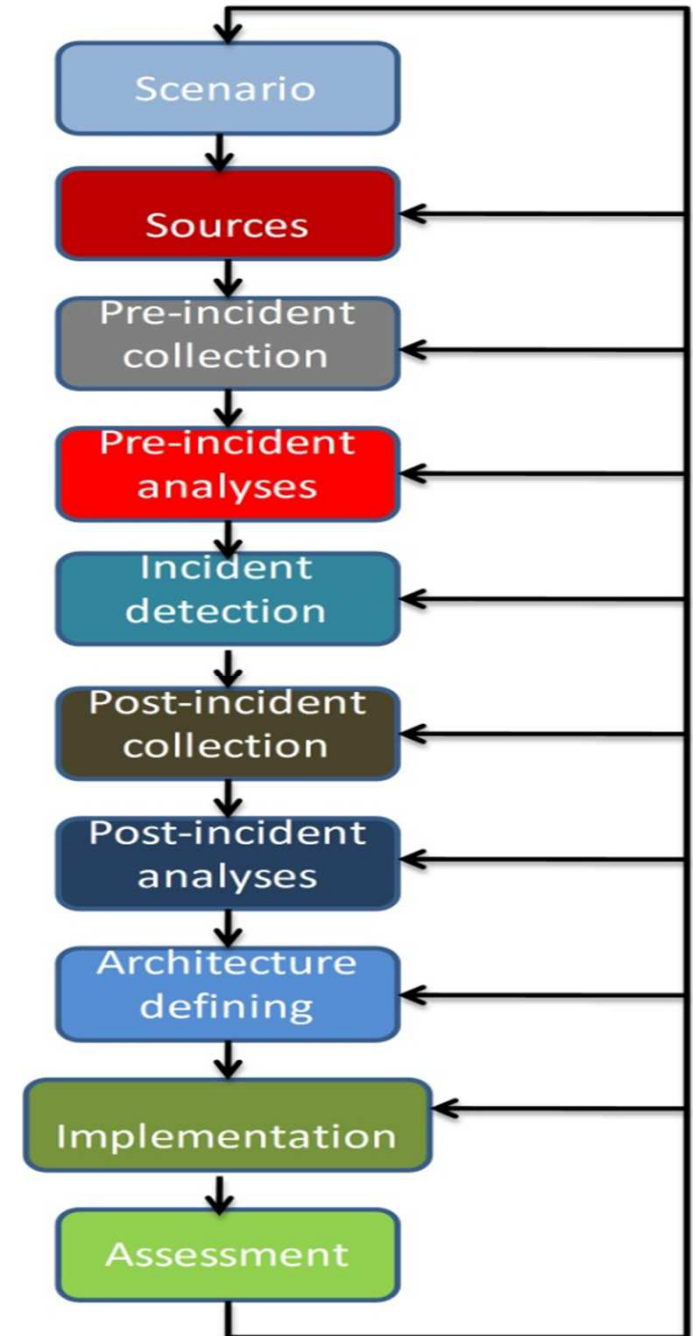 Scenario
Sources
Pre-incident
collection
Pre-incident
analyses
Incident
detection
Post-incident
collection
Post-incident
analyses
Architecture
defining
Implementation
Assessment